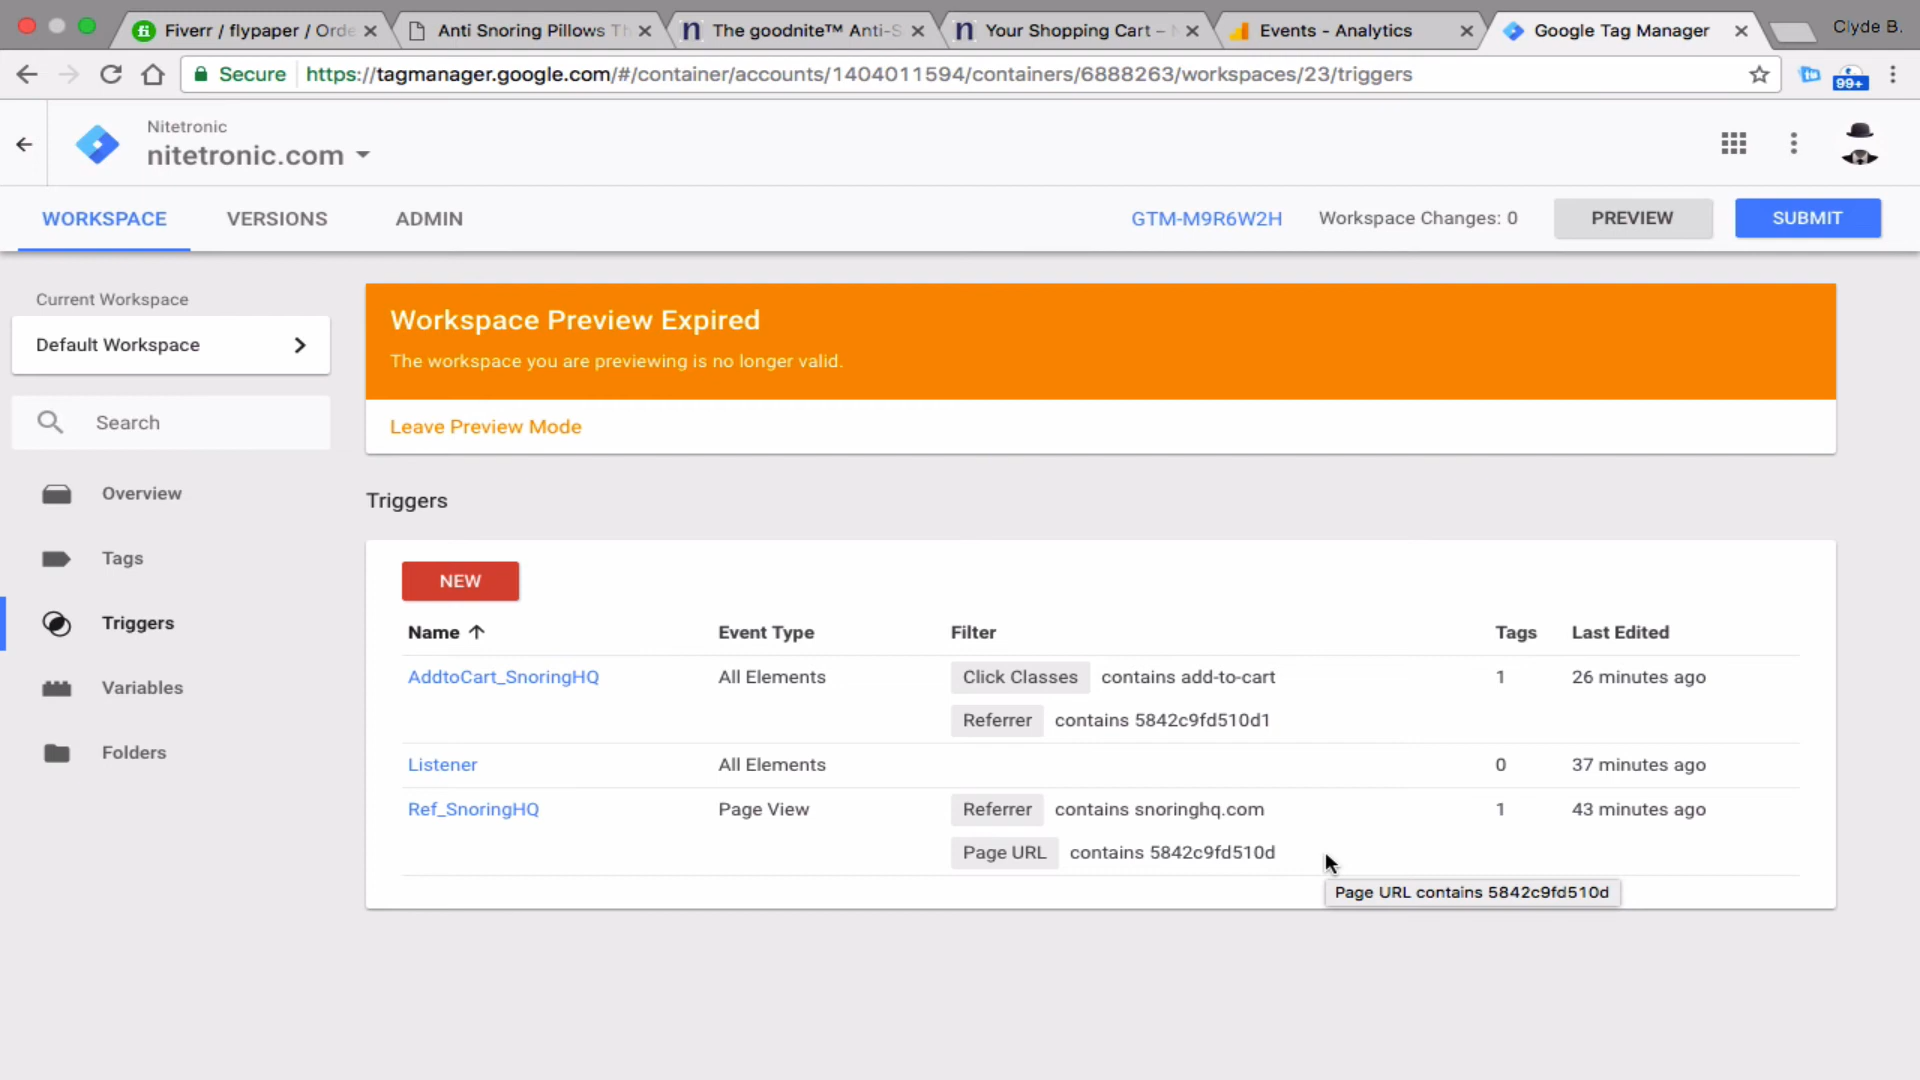 Fiverr / flypaper / Orde
Anti Snoring Pillows Th
The goodnite™ Anti-S
Your Shopping Cart – N
Events - Analytics
Google Tag Manager
Clyde B.
Secure
https://tagmanager.google.com/#/container/accounts/1404011594/containers/6888263/workspaces/23/triggers
99+
Nitetronic
nitetronic.com
WORKSPACE
VERSIONS
ADMIN
GTM-M9R6W2H
Workspace Changes: 0
PREVIEW
SUBMIT
Current Workspace
Default Workspace
Search
Overview
Tags
Triggers
Variables
Folders
Workspace Preview Expired
The workspace you are previewing is no longer valid.
Leave Preview Mode
Triggers
NEW
Name Event Type Filter Tags Last Edited
AddtoCart_SnoringHQ All Elements Click Classes contains add-to-cart 1 26 minutes ago
Referrer contains 5842c9fd510d1
Listener All Elements 0 37 minutes ago
Ref_SnoringHQ Page View Referrer contains snoringhq.com 1 43 minutes ago
Page URL contains 5842c9fd510d
Page URL contains 5842c9fd510d